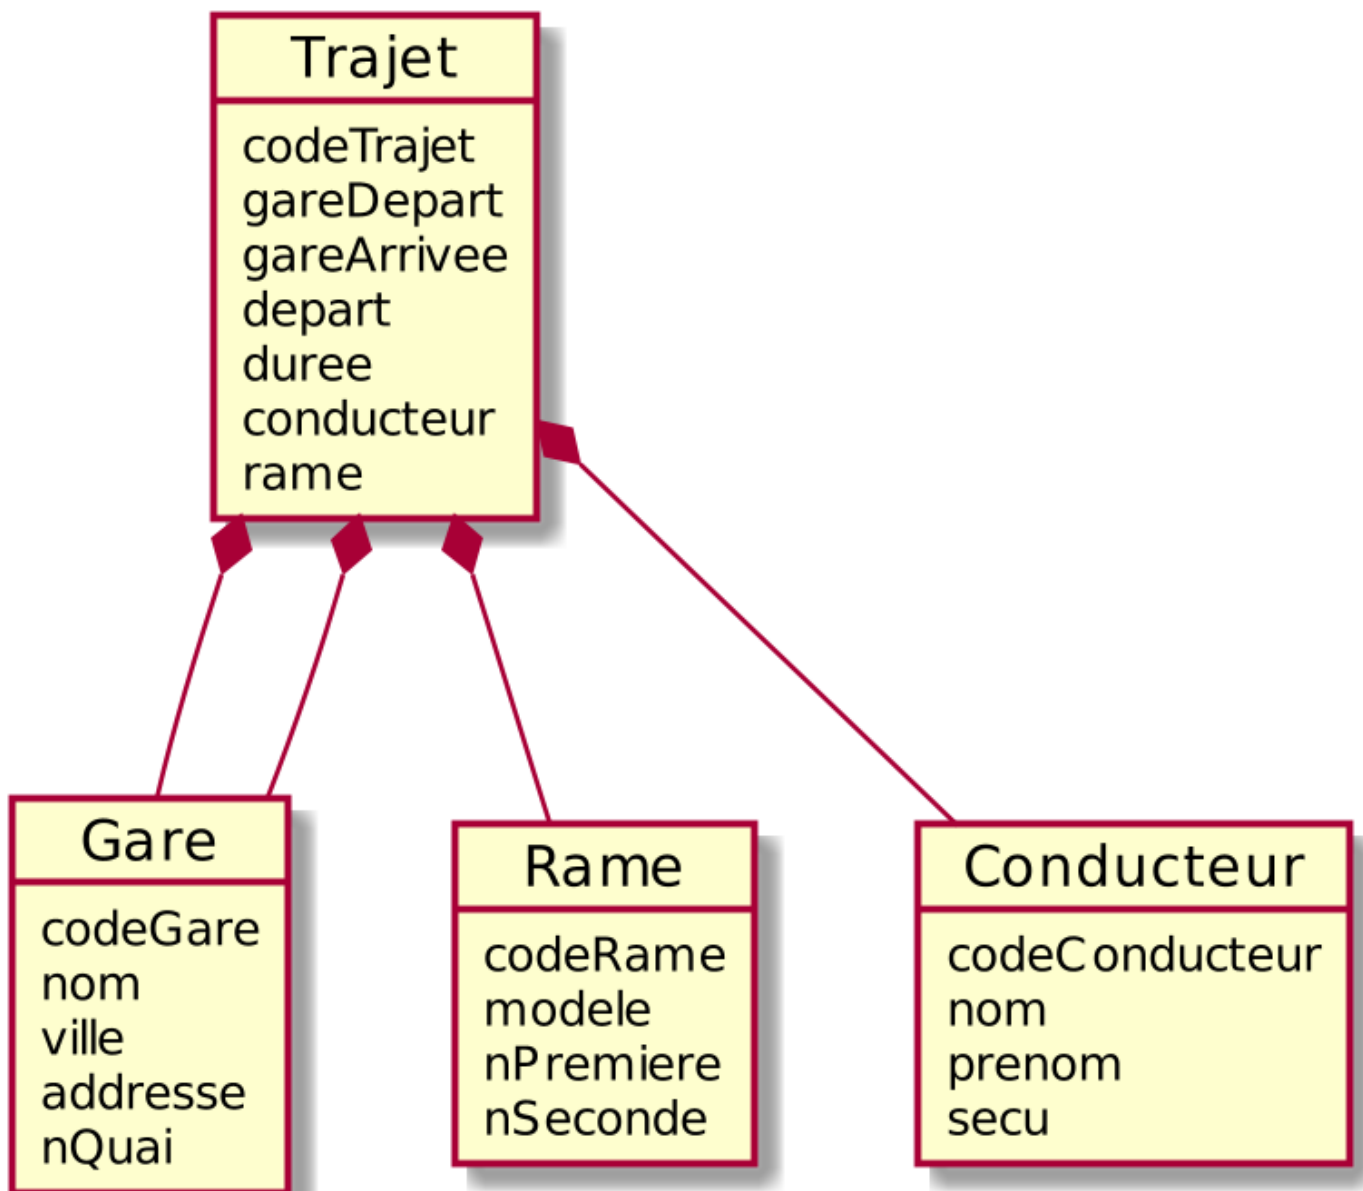 Trajet
codeTrajet
gareDepart
gareArrivee
depart
duree
conducteur
rame
Gare
codeGare
nom
ville
addresse
nQuai
Rame
codeRame
modele
nPremiere
nSeconde
Conducteur
codeConducteur
nom
prenom
secu